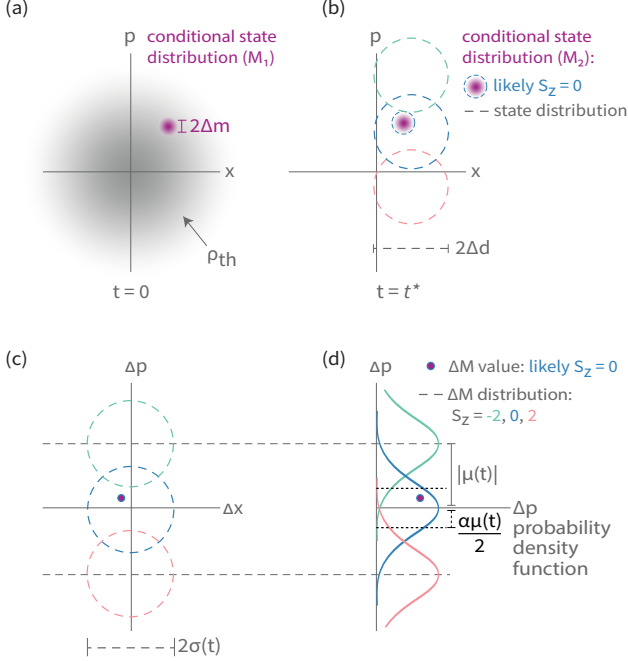 (a)
p
conditional state
distribution (M₁)
2Δm
x
ρth
t = 0
(b)
p
conditional state
distribution (M₂):
likely Sz = 0
state distribution
x
2Δd
t = t*
(c)
Δp
Δx
2σ(t)
(d)
Δp
ΔM value: likely Sz = 0
ΔM distribution:
Sz = -2, 0, 2
|μ(t)|
αμ(t)
2
Δp
probability
density
function